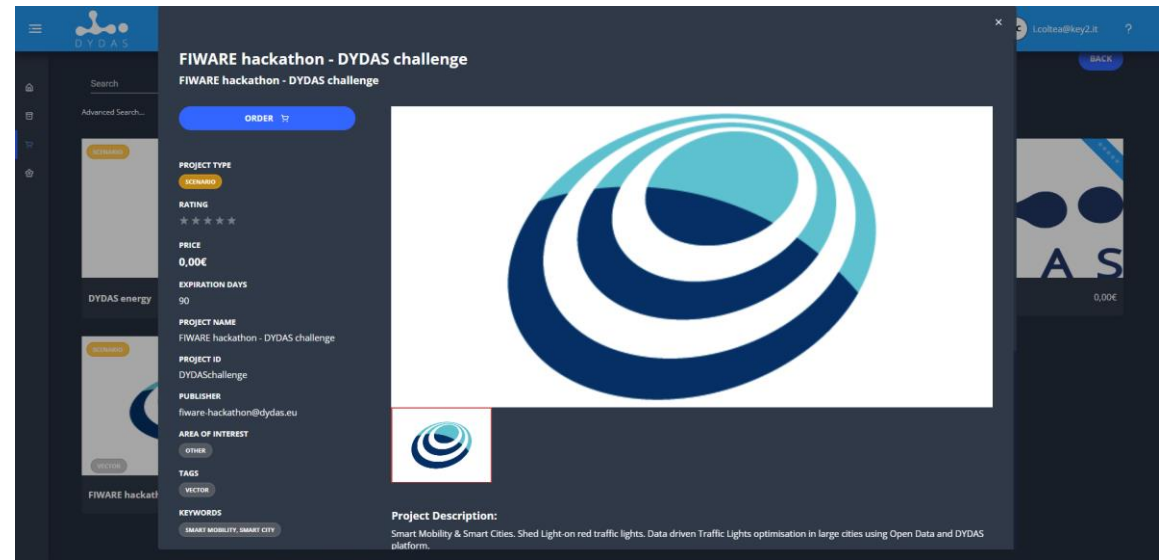 DYDAS
l.coltea@key2.it
?
BACK
Search
Advanced Search...
SCENARIO
DYDAS energy
SCENARIO
VECTOR
FIWARE hackath
×
FIWARE hackathon - DYDAS challenge
FIWARE hackathon - DYDAS challenge
ORDER
PROJECT TYPE
SCENARIO
RATING
PRICE
0,00€
EXPIRATION DAYS
90
PROJECT NAME
FIWARE hackathon - DYDAS challenge
PROJECT ID
DYDASchallenge
PUBLISHER
fiware-hackathon@dydas.eu
AREA OF INTEREST
OTHER
TAGS
VECTOR
KEYWORDS
SMART MOBILITY, SMART CITY
Project Description:
Smart Mobility & Smart Cities. Shed Light-on red traffic lights. Data driven Traffic Lights optimisation in large cities using Open Data and DYDAS
platform.
A S
0,00€